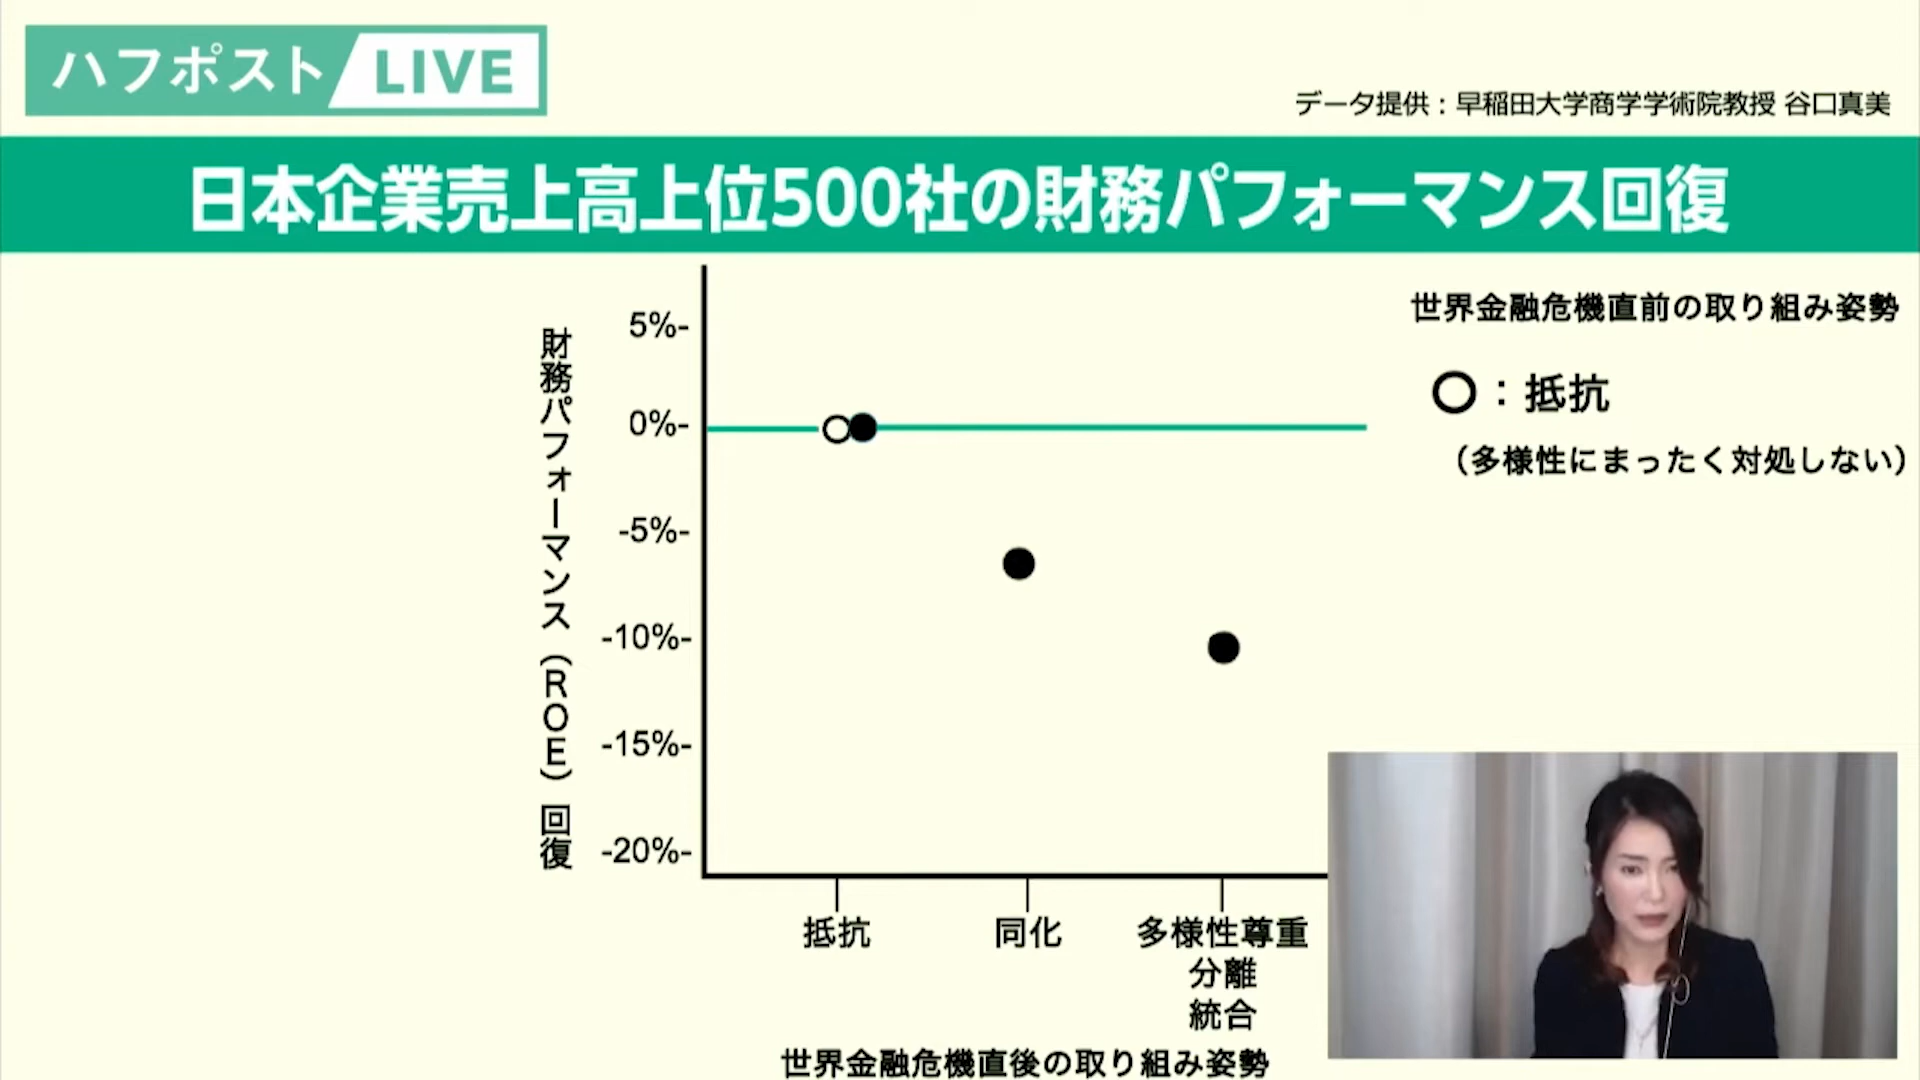 ハフポスト LIVE
データ提供：早稲田大学商学学術院教授 谷口真美
日本企業売上高上位500社の財務パフォーマンス回復
財務パフォーマンス（ROE）回復
5%-
0%-
-5%-
-10%-
-15%-
-20%-
世界金融危機直前の取り組み姿勢
○：抵抗
（多様性にまったく対処しない）
抵抗
同化
多様性尊重
分離
統合
世界金融危機直後の取り組み姿勢